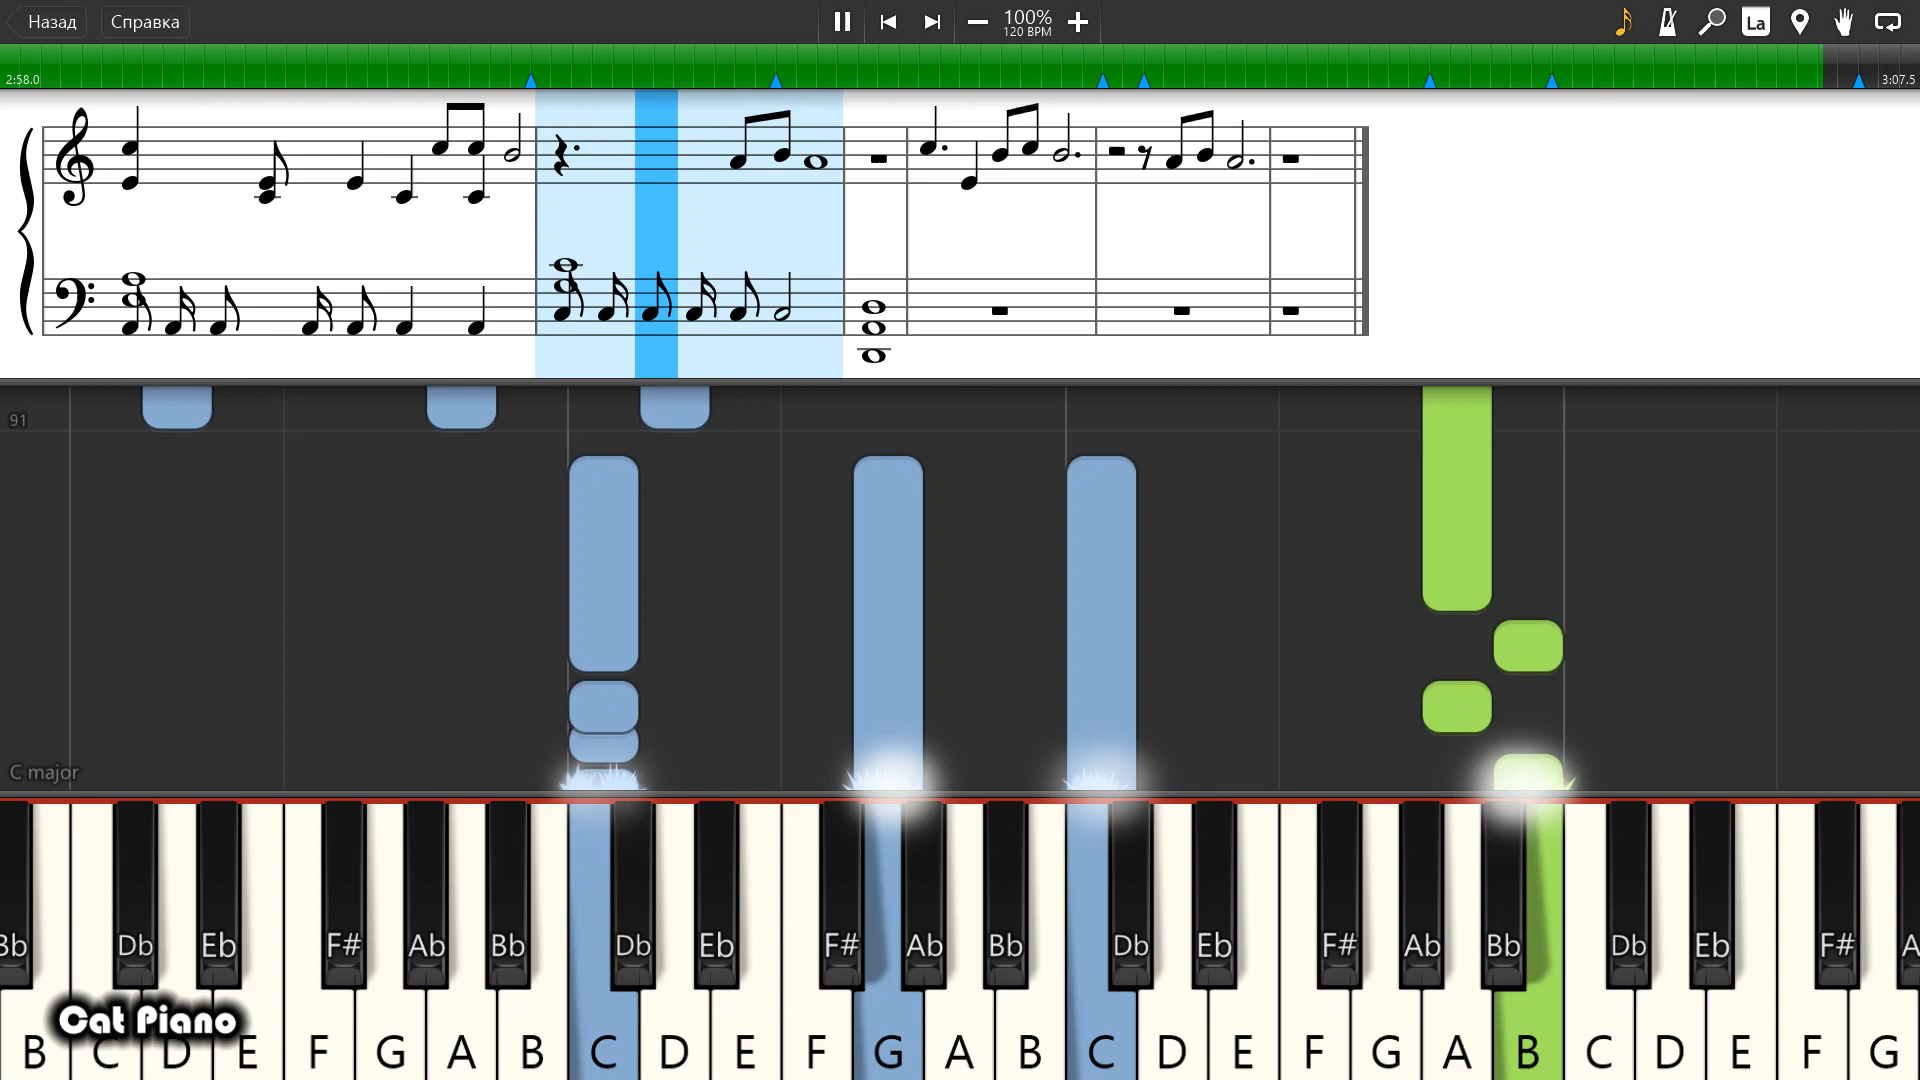 Назад Справка 100% La
120 BPM
2:58.0 3:07.5
91
C major
Bb Db Eb F# Ab Bb Db Eb F# Ab Bb Db Eb F# Ab Bb Db Eb F# A
Cat Piano
B C D E F G A B C D E F G A B C D E F G A B C D E F G